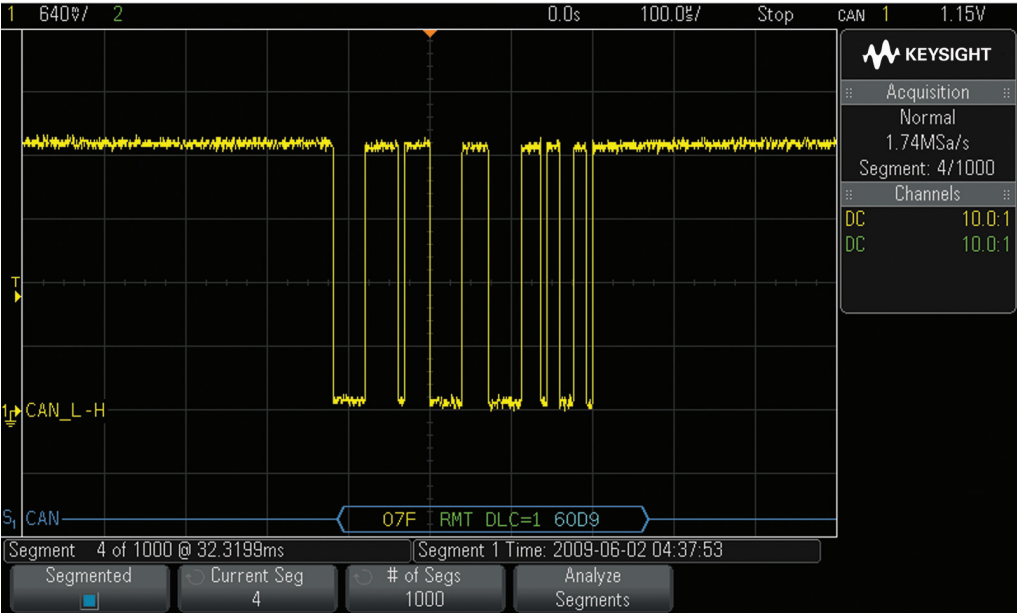 1 640mV/ 2 0.0s 100.0µs/ Stop CAN 1 1.15V
KEYSIGHT
Acquisition
Normal
1.74MSa/s
Segment: 4/1000
Channels
DC 10.0:1
DC 10.0:1
T
1 CAN_L-H
S1 CAN 07F RMT DLC=1 60D9
Segment 4 of 1000 @ 32.3199ms Segment 1 Time: 2009-06-02 04:37:53
Segmented Current Seg # of Segs Analyze
4 1000 Segments